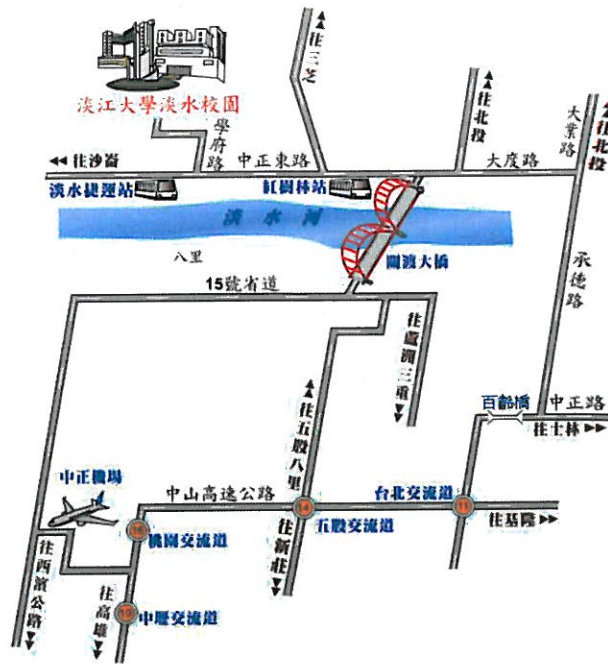 往三芝
淡江大學淡水校園
學府路
往北投
大業路
往北投
往沙崙
中正東路
大度路
淡水捷運站
紅樹林站
淡水河
八里
關渡大橋
15號省道
承德路
往蘆洲三重
百齡橋
中正路
往士林
往五股八里
中正機場
中山高速公路
台北交流道
14
五股交流道
往基隆
桃園交流道
往新莊
往西濱公路
往高雄
中壢交流道